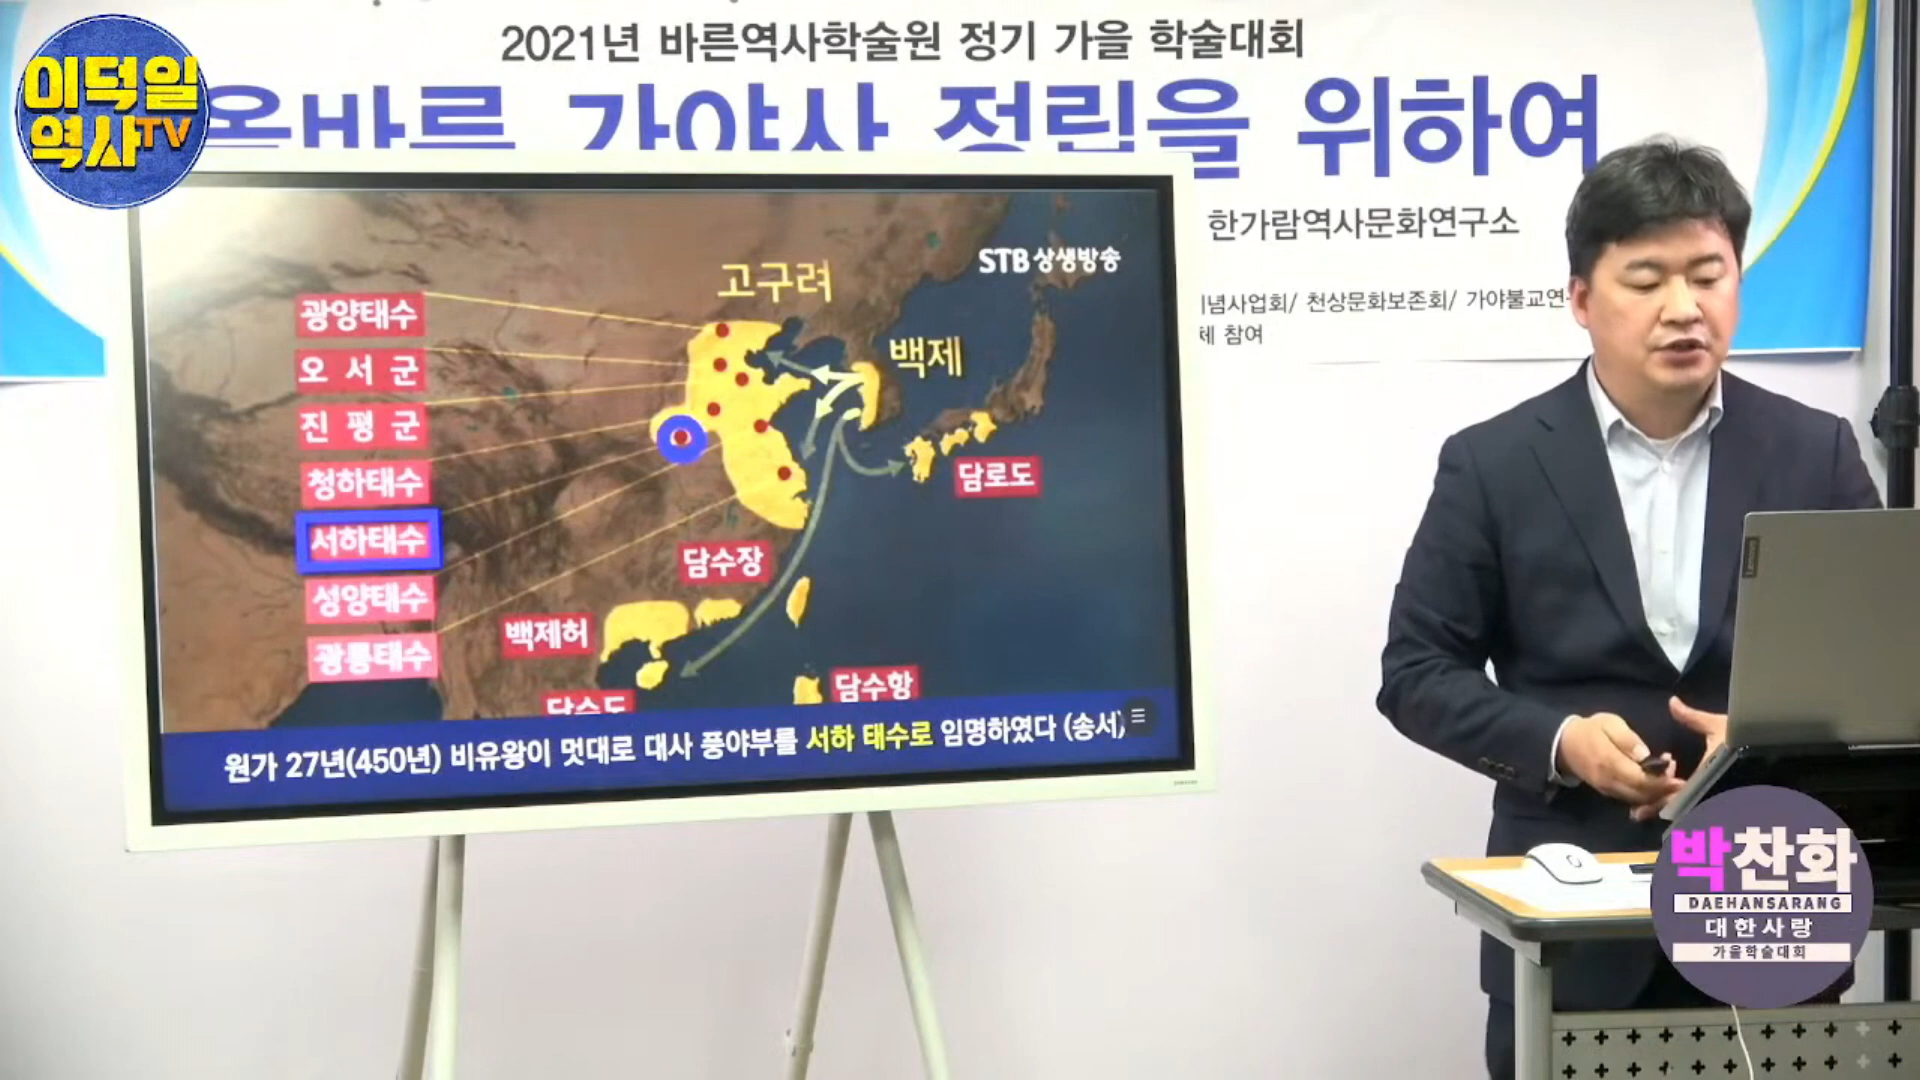 이덕일
역사TV
2021년 바른역사학술원 정기 가을 학술대회
올바른 가야사 정립을 위하여
한가람역사문화연구소
념사업회/ 천상문화보존회/ 가야불교연
체 참여
STB상생방송
고구려
백제
광양태수
오서군
진평군
청하태수
서하태수
성양태수
광릉태수
담로도
담수장
백제허
담수도
담수항
원가 27년(450년) 비유왕이 멋대로 대사 풍야부를 서하 태수로 임명하였다 (송서)
Lenovo
박찬화
DAEHANSARANG
대한사랑
가을학술대회